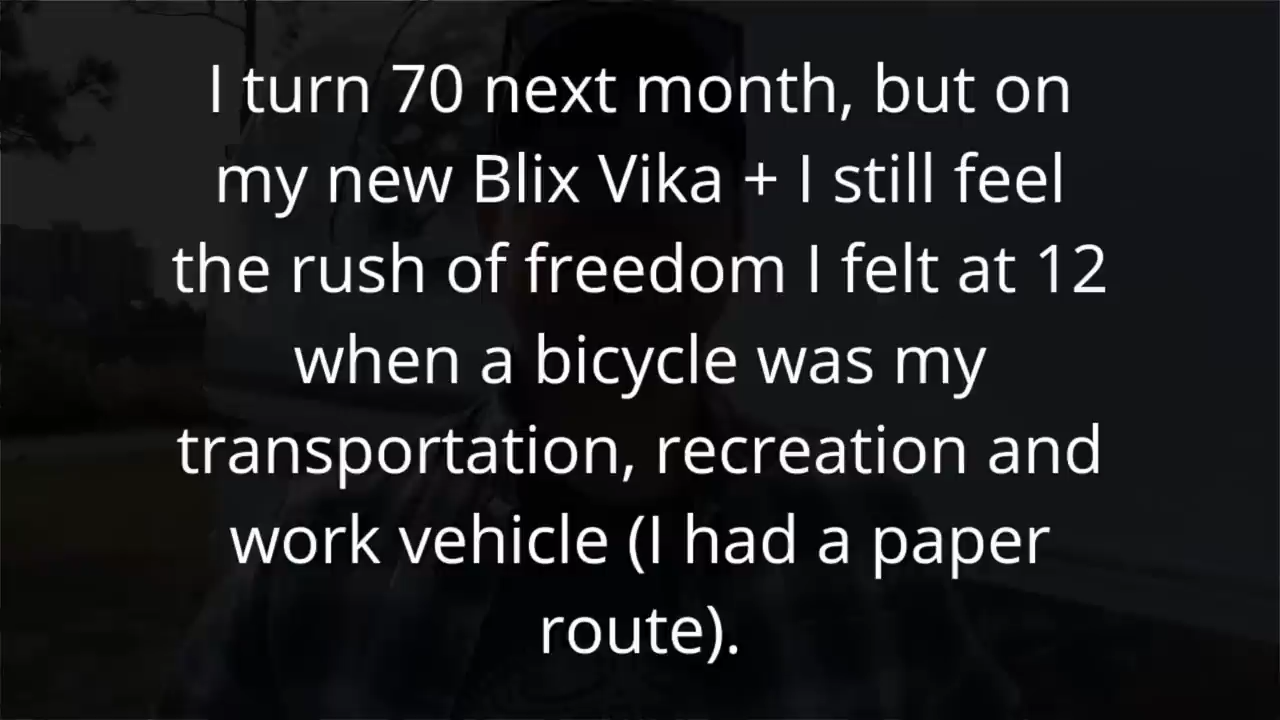 I turn 70 next month, but on
my new Blix Vika + I still feel
the rush of freedom I felt at 12
when a bicycle was my
transportation, recreation and
work vehicle (I had a paper
route).